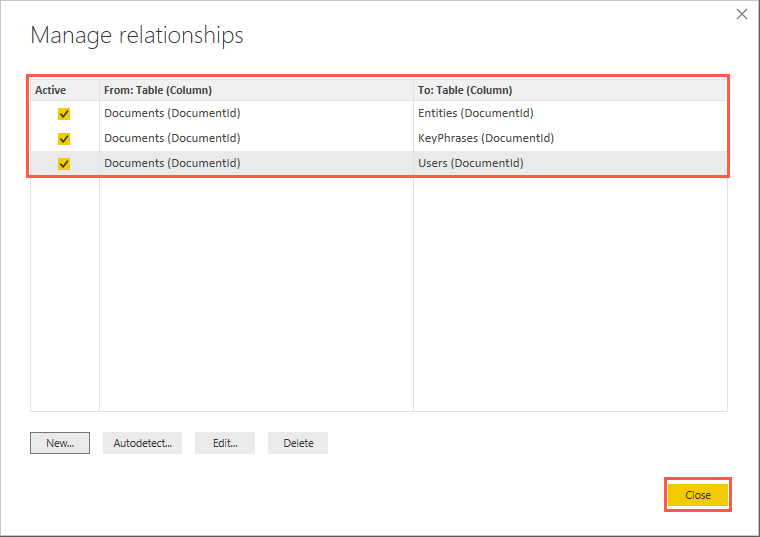 Manage relationships
Active From: Table (Column) To: Table (Column)
Documents (DocumentId) Entities (DocumentId)
Documents (DocumentId) KeyPhrases (DocumentId)
Documents (DocumentId) Users (DocumentId)
New... Autodetect... Edit... Delete
Close